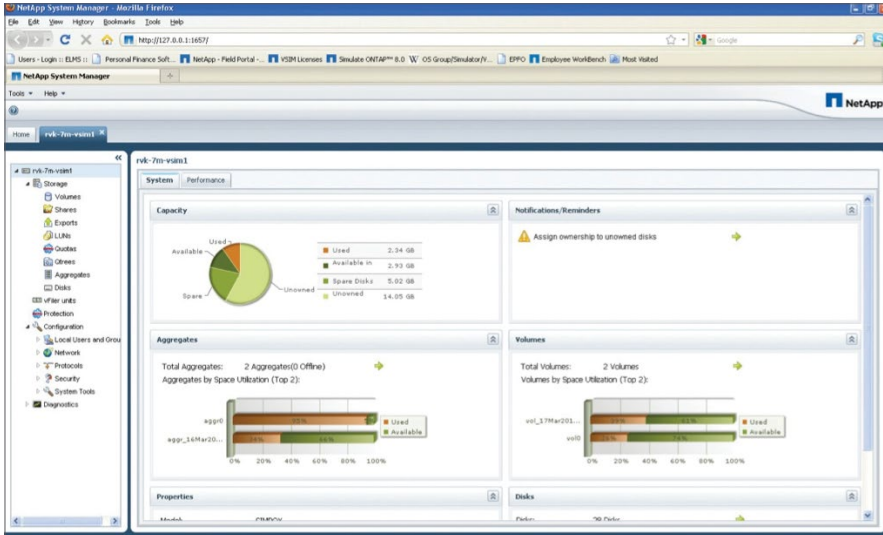 NetApp System Manager - Mozilla Firefox
File Edit View History Bookmarks Tools Help
http://127.0.0.1:1657/
Google
Users - Login :: ELMS :: Personal Finance Soft... NetApp - Field Portal -... VSIM Licenses Simulate ONTAP™ 8.0 OS Group/Simulator/V... EPFO Employee WorkBench Most Visited
NetApp System Manager
Tools Help
NetApp
Home rvk-7m-vsim1
rvk-7m-vsim1
Storage
Volumes
Shares
Exports
LUNs
Quotas
Qtrees
Aggregates
Disks
vFiler units
Protection
Configuration
Local Users and Grou
Network
Protocols
Security
System Tools
Diagnostics
rvk-7m-vsim1
System Performance
Capacity
Used
Available
Spare
Unowned
Used 2.34 GB
Available in 2.93 GB
Spare Disks 5.02 GB
Unowned 14.05 GB
Notifications/Reminders
Assign ownership to unowned disks
Aggregates
Total Aggregates: 2 Aggregates(0 Offline)
Aggregates by Space Utilization (Top 2):
aggr0
aggr_16Mar20...
Used
Available
0% 20% 40% 60% 80% 100%
Volumes
Total Volumes: 2 Volumes
Volumes by Space Utilization (Top 2):
vol_17Mar201...
vol0
74%
Used
Available
0% 20% 40% 60% 80% 100%
Properties
Disks